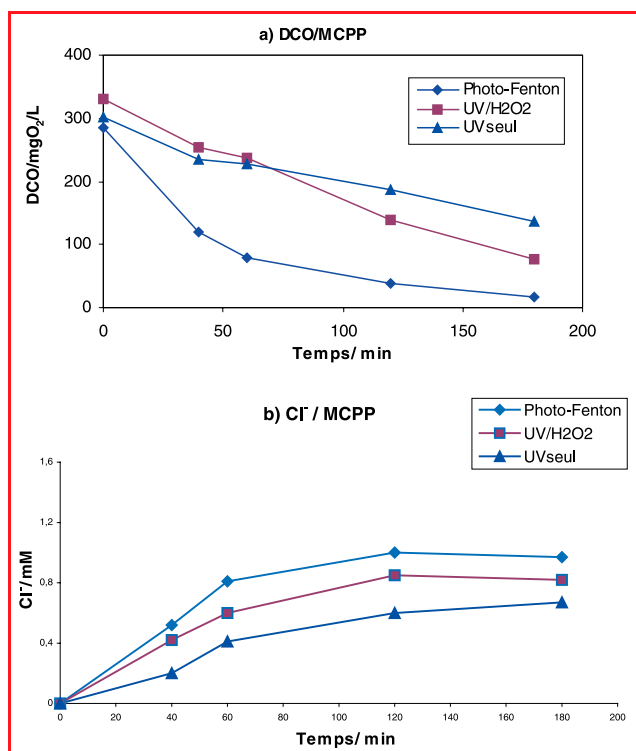 a) DCO/MCPP
400
300
200
100
0
DCO/mgO₂/L
0 50 100 150 200
Temps/ min
Photo-Fenton
UV/H2O2
UVseul
b) Cl⁻ / MCPP
Photo-Fenton
UV/H2O2
UVseul
1,6
1,2
0,8
0,4
0,
Cl⁻/mM
0 20 40 60 80 100 120 140 160 180 200
Temps/ min